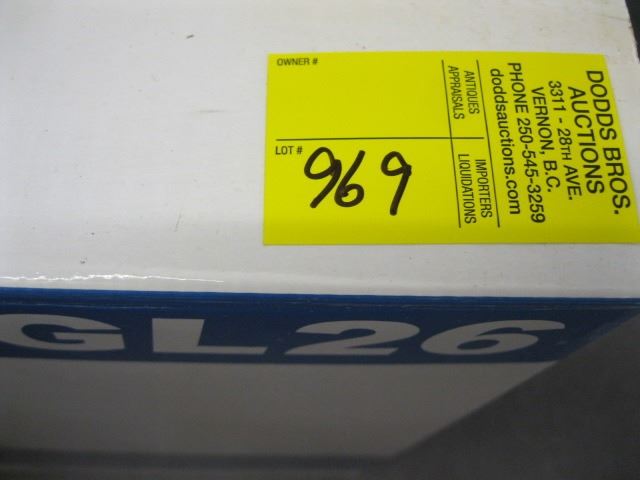 OWNER #
LOT #
969
ANTIQUES
APPRAISALS
IMPORTERS
LIQUIDATIONS
DODDS BROS.
AUCTIONS
3311 - 28TH AVE.
VERNON, B.C.
PHONE 250-545-3259
doddsauctions.com
GL26